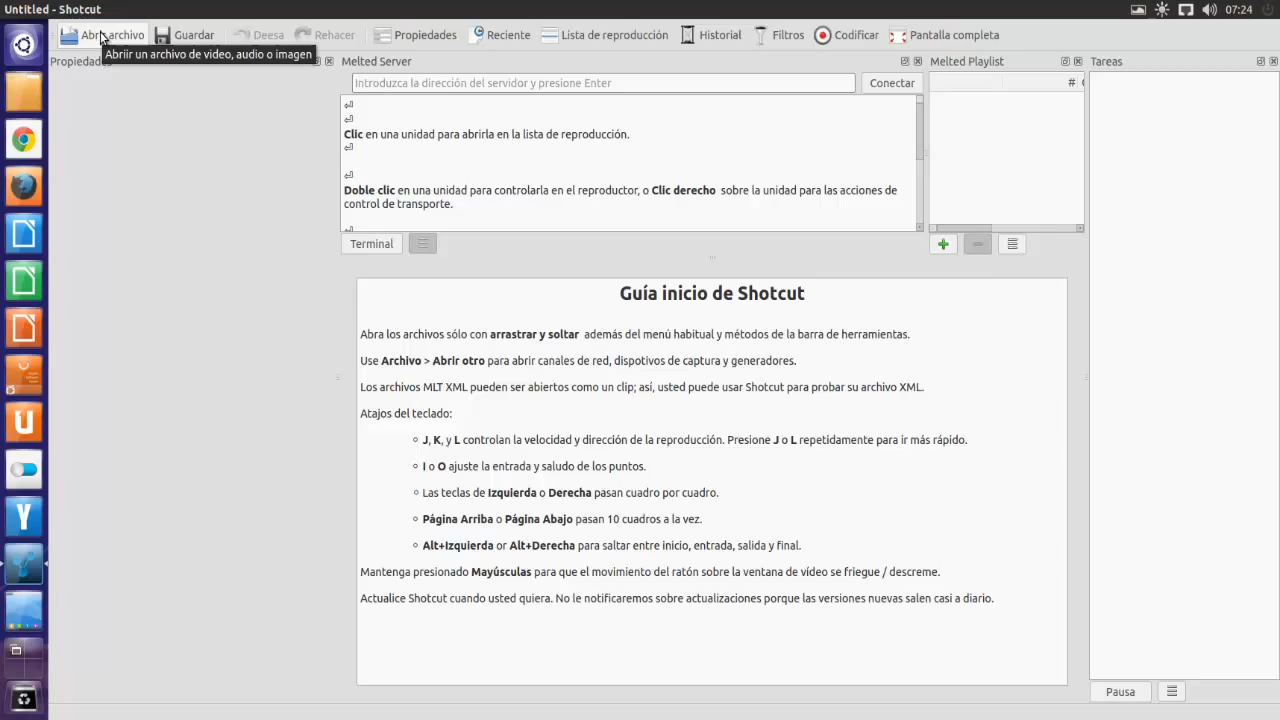 Untitled - Shotcut
07:24
Abrir archivo
Guardar
Deesa
Rehacer
Propiedades
Reciente
Lista de reproducción
Historial
Filtros
Codificar
Pantalla completa
Abriir un archivo de video, audio o imagen
Propiedades
Melted Server
Melted Playlist
Tareas
Introduzca la dirección del servidor y presione Enter
Conectar
#
Clic en una unidad para abrirla en la lista de reproducción.
Doble clic en una unidad para controlarla en el reproductor, o Clic derecho sobre la unidad para las acciones de
control de transporte.
Terminal
Guía inicio de Shotcut
Abra los archivos sólo con arrastrar y soltar además del menú habitual y métodos de la barra de herramientas.
Use Archivo > Abrir otro para abrir canales de red, dispotivos de captura y generadores.
Los archivos MLT XML pueden ser abiertos como un clip; así, usted puede usar Shotcut para probar su archivo XML.
Atajos del teclado:
J, K, y L controlan la velocidad y dirección de la reproducción. Presione J o L repetidamente para ir más rápido.
I o O ajuste la entrada y saludo de los puntos.
Las teclas de Izquierda o Derecha pasan cuadro por cuadro.
Página Arriba o Página Abajo pasan 10 cuadros a la vez.
Alt+Izquierda or Alt+Derecha para saltar entre inicio, entrada, salida y final.
Mantenga presionado Mayúsculas para que el movimiento del ratón sobre la ventana de vídeo se friegue / descreme.
Actualice Shotcut cuando usted quiera. No le notificaremos sobre actualizaciones porque las versiones nuevas salen casi a diario.
Pausa